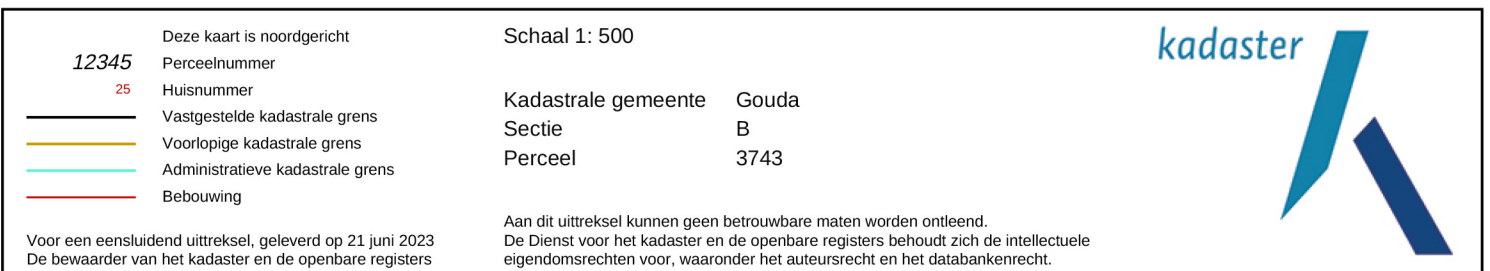 Deze kaart is noordgericht
12345 Perceelnummer
25 Huisnummer
Vastgestelde kadastrale grens
Voorlopige kadastrale grens
Administratieve kadastrale grens
Bebouwing
Voor een eensluidend uittreksel, geleverd op 21 juni 2023
De bewaarder van het kadaster en de openbare registers
Schaal 1: 500
Kadastrale gemeente Gouda
Sectie B
Perceel 3743
Aan dit uittreksel kunnen geen betrouwbare maten worden ontleend.
De Dienst voor het kadaster en de openbare registers behoudt zich de intellectuele
eigendomsrechten voor, waaronder het auteursrecht en het databankenrecht.
kadaster